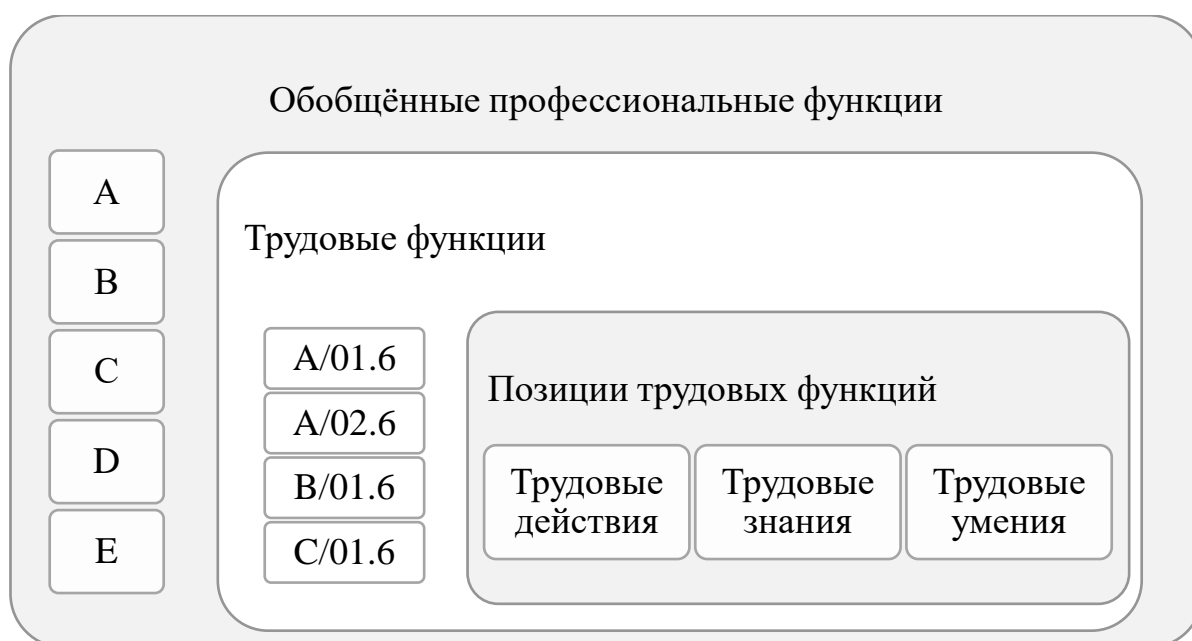 Обобщённые профессиональные функции
A
B
C
D
E
Трудовые функции
A/01.6
A/02.6
B/01.6
C/01.6
Позиции трудовых функций
Трудовые
действия
Трудовые
знания
Трудовые
умения